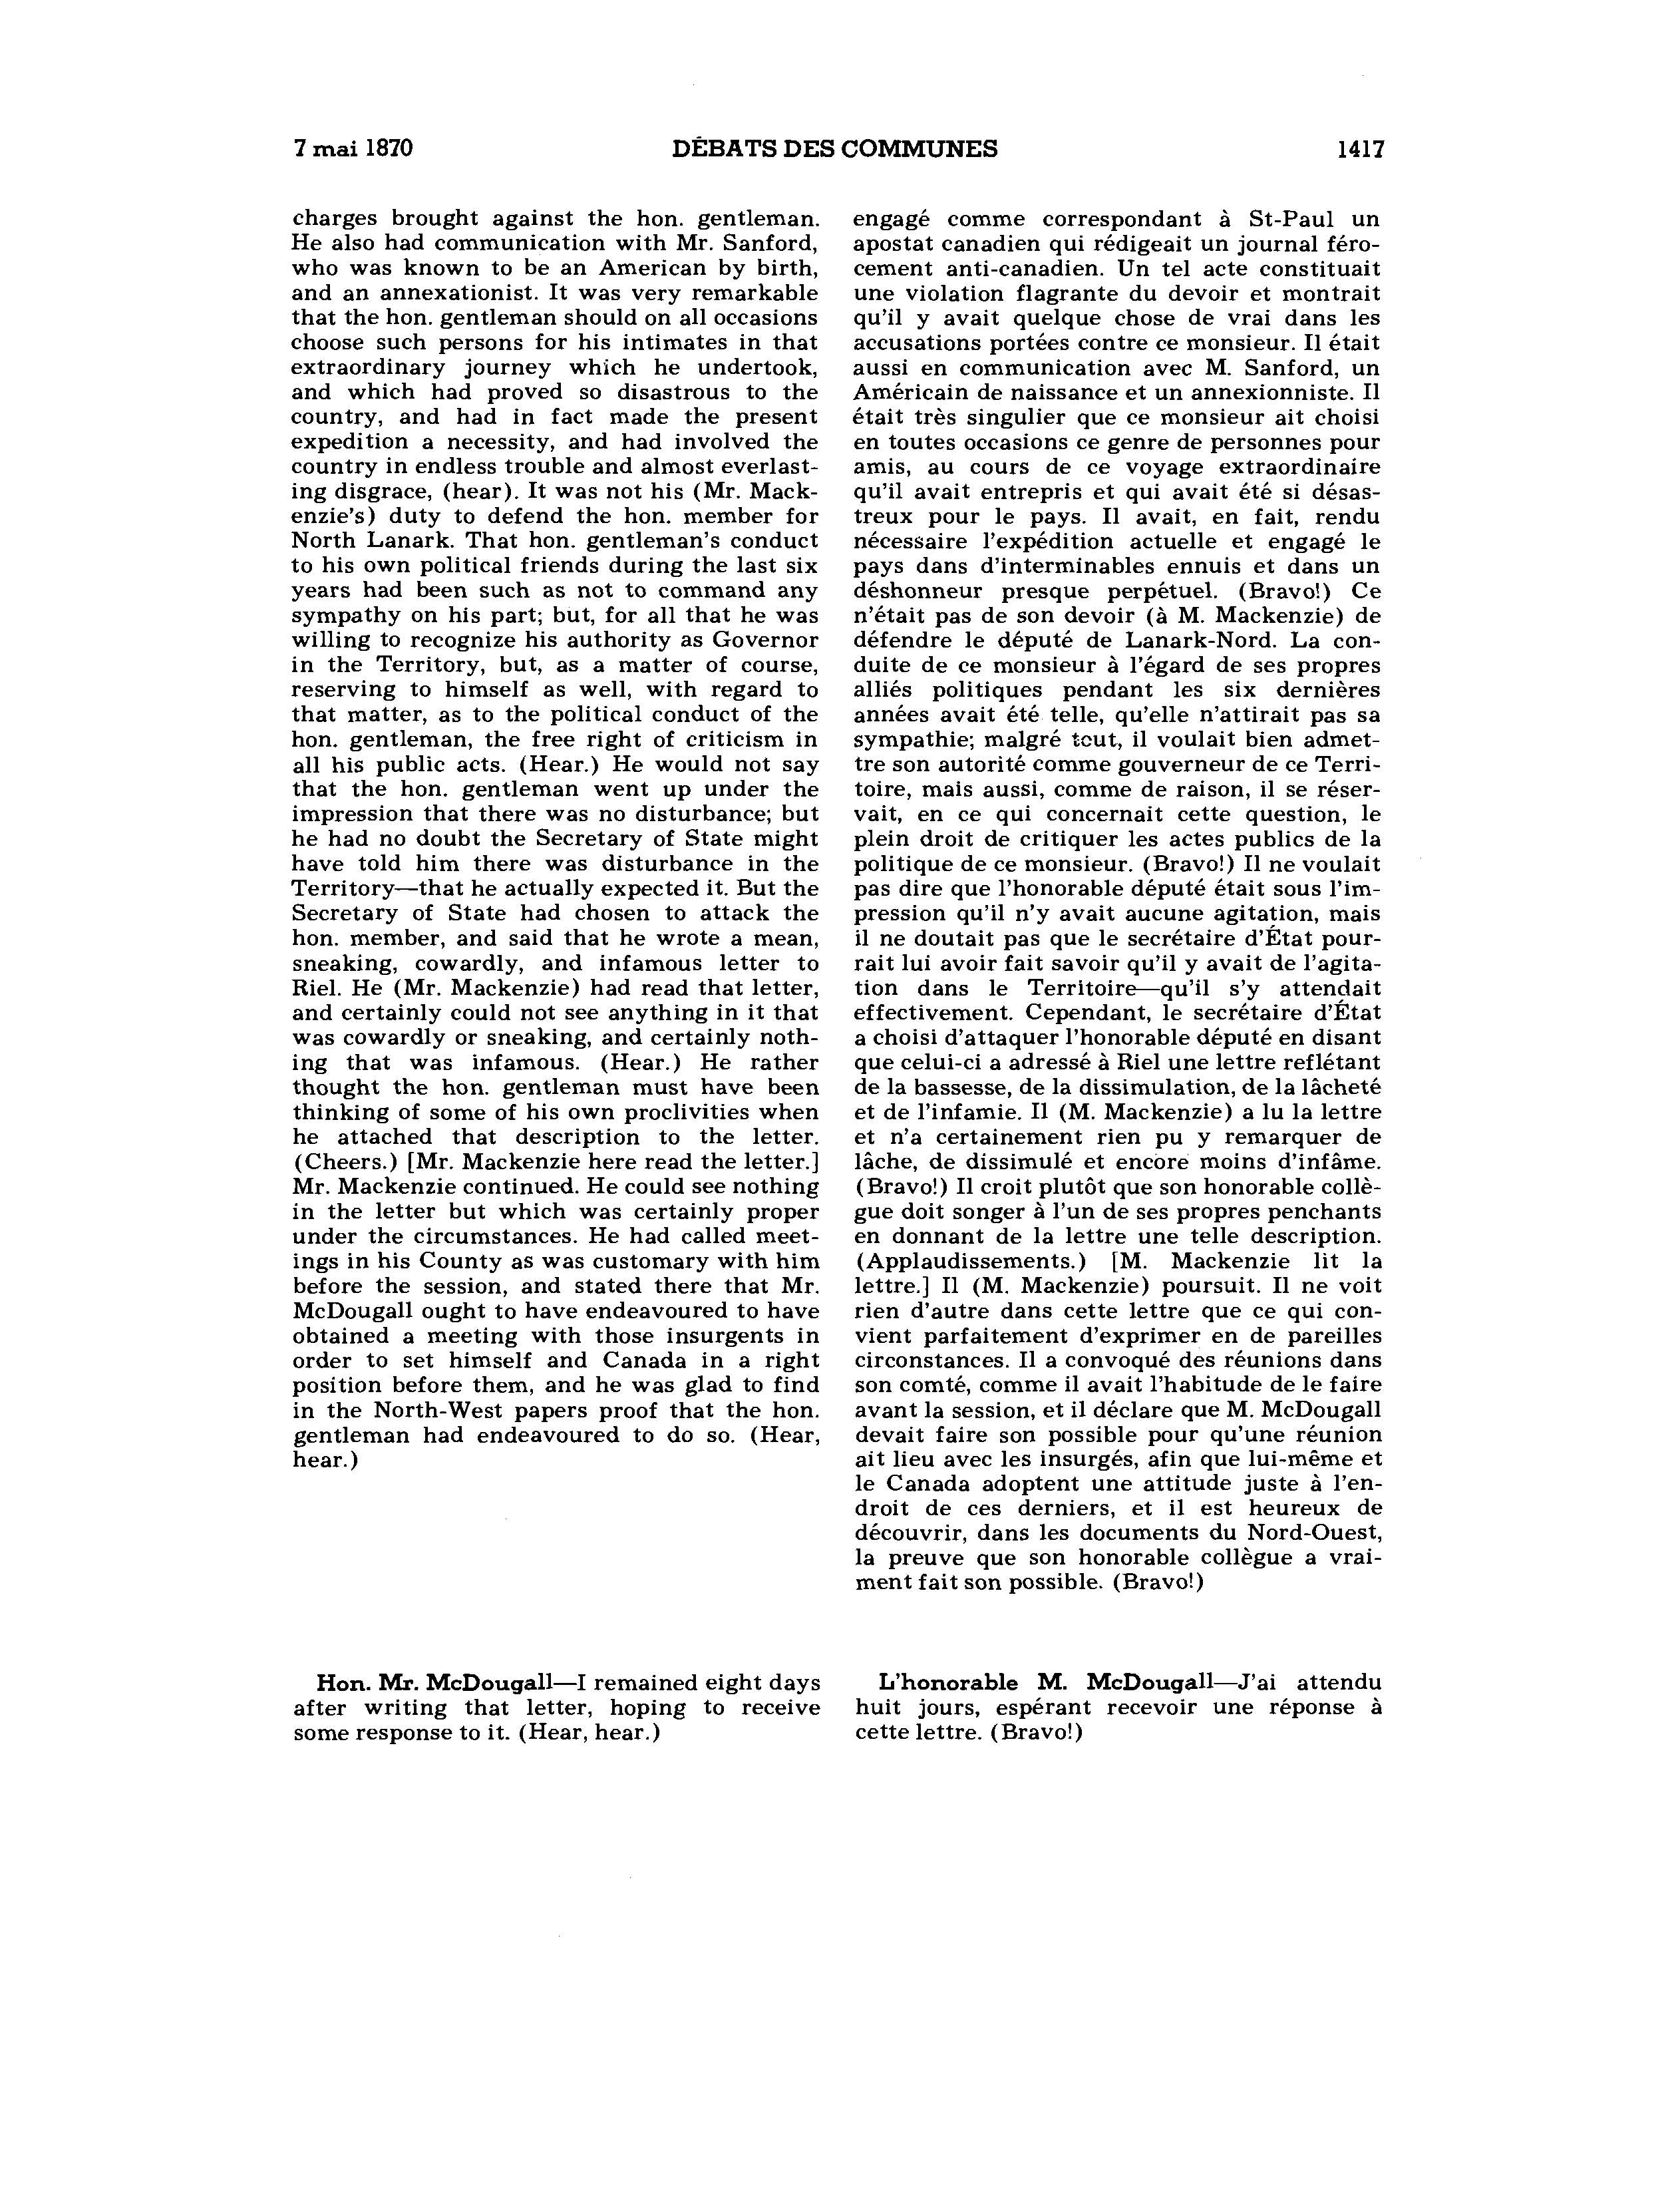 7 mai 1870 DÉBATS DES COMMUNES 1417
charges brought against the hon. gentleman.
He also had communication with Mr. Sanford,
who was known to be an American by birth,
and an annexationist. It was very remarkable
that the hon. gentleman should on all occasions
choose such persons for his intimates in that
extraordinary journey which he undertook,
and which had proved so disastrous to the
country, and had in fact made the present
expedition a necessity, and had involved the
country in endless trouble and almost everlast-
ing disgrace, (hear). It was not his (Mr. Mack-
enzie's) duty to defend the hon. member for
North Lanark. That hon. gentleman's conduct
to his own political friends during the last six
years had been such as not to command any
sympathy on his part; but, for all that he was
willing to recognize his authority as Governor
in the Territory, but, as a matter of course,
reserving to himself as well, with regard to
that matter, as to the political conduct of the
hon. gentleman, the free right of criticism in
all his public acts. (Hear.) He would not say
that the hon. gentleman went up under the
impression that there was no disturbance; but
he had no doubt the Secretary of State might
have told him there was disturbance in the
Territory—that he actually expected it. But the
Secretary of State had chosen to attack the
hon. member, and said that he wrote a mean,
sneaking, cowardly, and infamous letter to
Riel. He (Mr. Mackenzie) had read that letter,
and certainly could not see anything in it that
was cowardly or sneaking, and certainly noth-
ing that was infamous. (Hear.) He rather
thought the hon. gentleman must have been
thinking of some of his own proclivities when
he attached that description to the letter.
(Cheers.) [Mr. Mackenzie here read the letter.]
Mr. Mackenzie continued. He could see nothing
in the letter but which was certainly proper
under the circumstances. He had called meet-
ings in his County as was customary with him
before the session, and stated there that Mr.
McDougall ought to have endeavoured to have
obtained a meeting with those insurgents in
order to set himself and Canada in a right
position before them, and he was glad to find
in the North-West papers proof that the hon.
gentleman had endeavoured to do so. (Hear,
hear.)
Hon. Mr. McDougall—I remained eight days
after writing that letter, hoping to receive
some response to it. (Hear, hear.)
engagé comme correspondant à St-Paul un
apostat canadien qui rédigeait un journal féro-
cement anti-canadien. Un tel acte constituait
une violation flagrante du devoir et montrait
qu'il y avait quelque chose de vrai dans les
accusations portées contre ce monsieur. Il était
aussi en communication avec M. Sanford, un
Américain de naissance et un annexionniste. Il
était très singulier que ce monsieur ait choisi
en toutes occasions ce genre de personnes pour
amis, au cours de ce voyage extraordinaire
qu'il avait entrepris et qui avait été si désas-
treux pour le pays. Il avait, en fait, rendu
nécessaire l'expédition actuelle et engagé le
pays dans d'interminables ennuis et dans un
déshonneur presque perpétuel. (Bravo!) Ce
n'était pas de son devoir (à M. Mackenzie) de
défendre le député de Lanark-Nord. La con-
duite de ce monsieur à l'égard de ses propres
alliés politiques pendant les six dernières
années avait été telle, qu'elle n'attirait pas sa
sympathie; malgré tout, il voulait bien admet-
tre son autorité comme gouverneur de ce Terri-
toire, mais aussi, comme de raison, il se réser-
vait, en ce qui concernait cette question, le
plein droit de critiquer les actes publics de la
politique de ce monsieur. (Bravo!) Il ne voulait
pas dire que l'honorable député était sous l'im-
pression qu'il n'y avait aucune agitation, mais
il ne doutait pas que le secrétaire d'État pour-
rait lui avoir fait savoir qu'il y avait de l'agita-
tion dans le Territoire—qu'il s'y attendait
effectivement. Cependant, le secrétaire d'État
a choisi d'attaquer l'honorable député en disant
que celui-ci a adressé à Riel une lettre reflétant
de la bassesse, de la dissimulation, de la lâcheté
et de l'infamie. Il (M. Mackenzie) a lu la lettre
et n'a certainement rien pu y remarquer de
lâche, de dissimulé et encore moins d'infâme.
(Bravo!) Il croit plutôt que son honorable collè-
gue doit songer à l'un de ses propres penchants
en donnant de la lettre une telle description.
(Applaudissements.) [M. Mackenzie lit la
lettre.] Il (M. Mackenzie) poursuit. Il ne voit
rien d'autre dans cette lettre que ce qui con-
vient parfaitement d'exprimer en de pareilles
circonstances. Il a convoqué des réunions dans
son comté, comme il avait l'habitude de le faire
avant la session, et il déclare que M. McDougall
devait faire son possible pour qu'une réunion
ait lieu avec les insurgés, afin que lui-même et
le Canada adoptent une attitude juste à l'en-
droit de ces derniers, et il est heureux de
découvrir, dans les documents du Nord-Ouest,
la preuve que son honorable collègue a vrai-
ment fait son possible. (Bravo!)
L'honorable M. McDougall—J'ai attendu
huit jours, espérant recevoir une réponse à
cette lettre. (Bravo!)